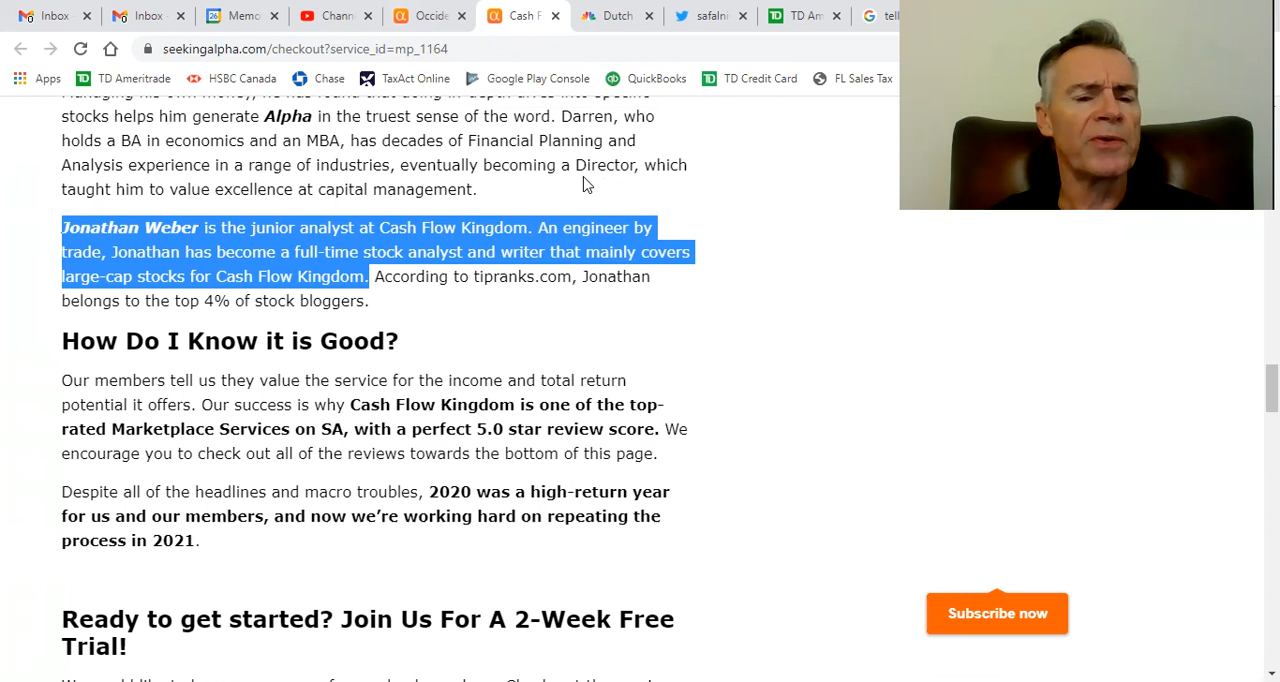 Inbox
Inbox
26 Memo
Chann
Occide
Cash F
Dutch
safalni
TD Am
tell
seekingalpha.com/checkout?service_id=mp_1164
Apps TD Ameritrade HSBC Canada Chase TaxAct Online Google Play Console QuickBooks TD Credit Card FL Sales Tax
stocks helps him generate Alpha in the truest sense of the word. Darren, who
holds a BA in economics and an MBA, has decades of Financial Planning and
Analysis experience in a range of industries, eventually becoming a Director, which
taught him to value excellence at capital management.
Jonathan Weber is the junior analyst at Cash Flow Kingdom. An engineer by
trade, Jonathan has become a full-time stock analyst and writer that mainly covers
large-cap stocks for Cash Flow Kingdom. According to tipranks.com, Jonathan
belongs to the top 4% of stock bloggers.
How Do I Know it is Good?
Our members tell us they value the service for the income and total return
potential it offers. Our success is why Cash Flow Kingdom is one of the top-
rated Marketplace Services on SA, with a perfect 5.0 star review score. We
encourage you to check out all of the reviews towards the bottom of this page.
Despite all of the headlines and macro troubles, 2020 was a high-return year
for us and our members, and now we're working hard on repeating the
process in 2021.
Ready to get started? Join Us For A 2-Week Free
Trial!
Subscribe now